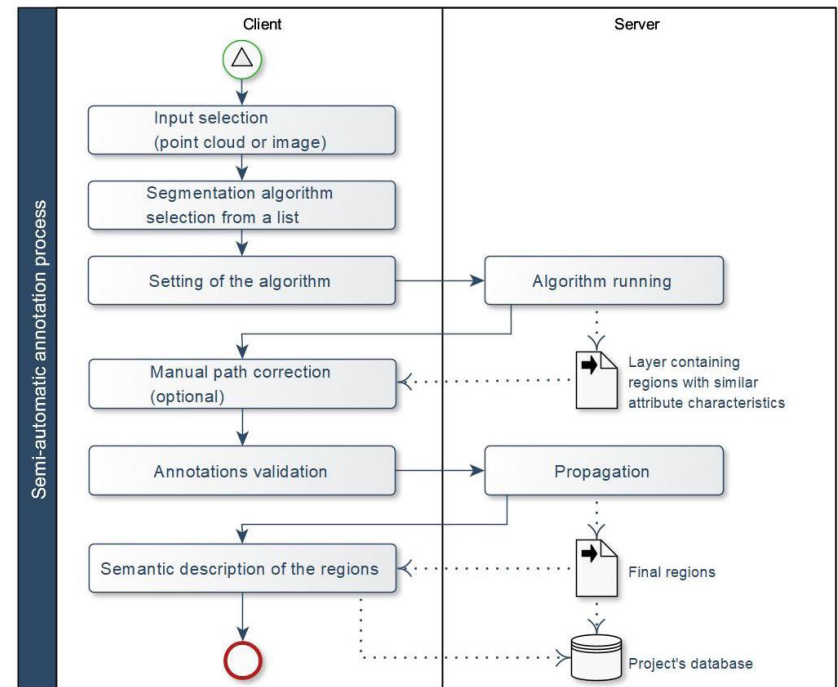 Client
Server
Semi-automatic annotation process
Input selection
(point cloud or image)
Segmentation algorithm
selection from a list
Setting of the algorithm
Algorithm running
Manual path correction
(optional)
Layer containing
regions with similar
attribute characteristics
Annotations validation
Propagation
Semantic description of the regions
Final regions
Project's database